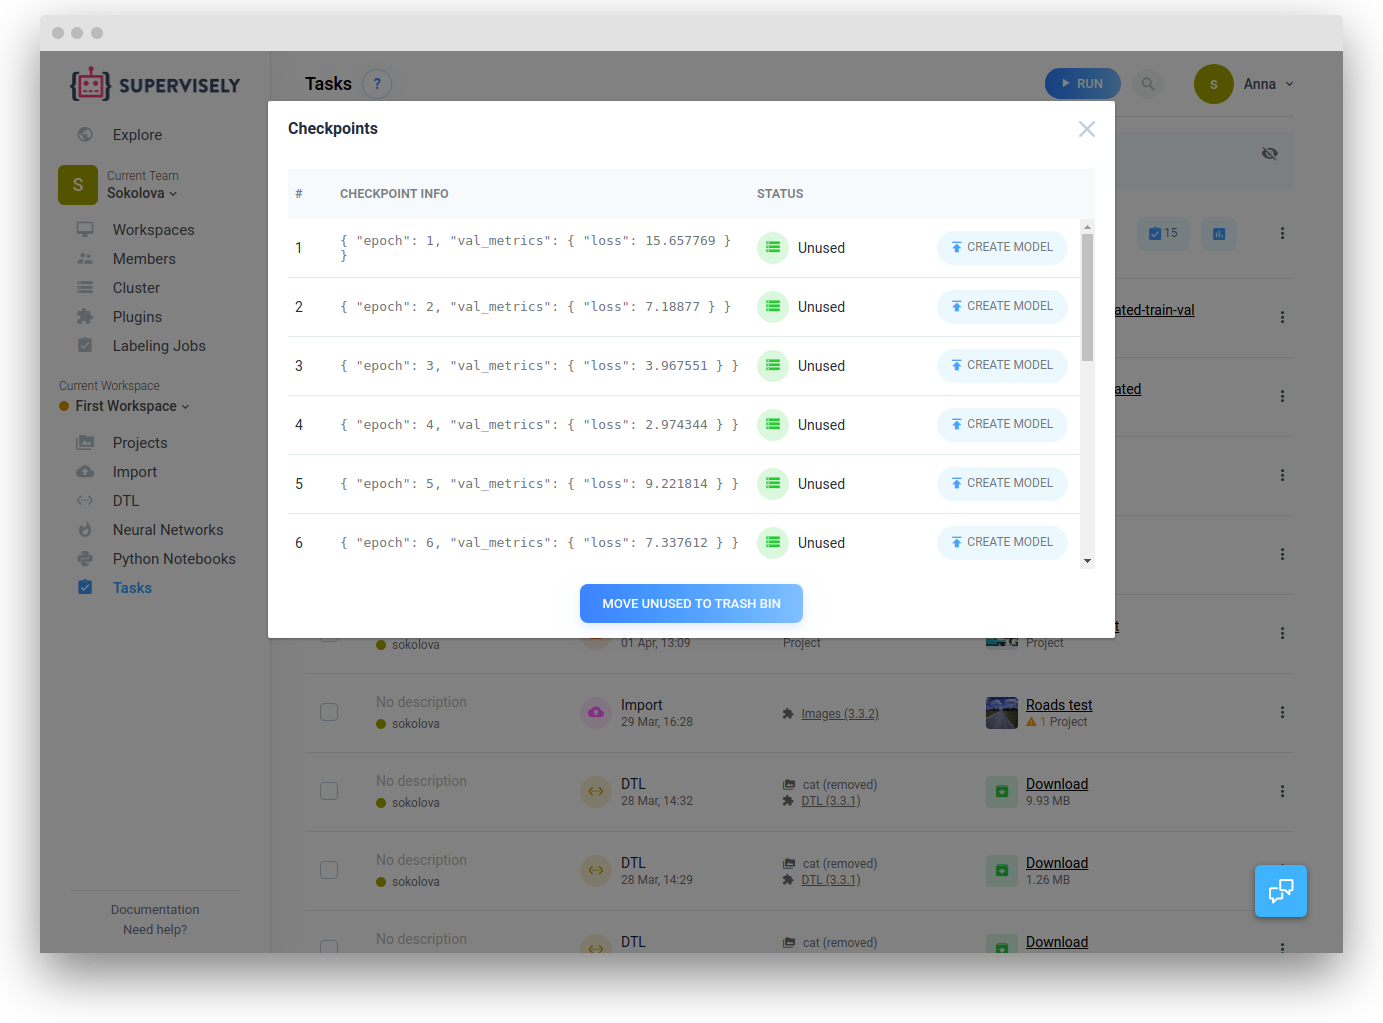 SUPERVISELY
Tasks
?
RUN
S
Anna
Explore
S
Current Team
Sokolova
Workspaces
Members
Cluster
Plugins
Labeling Jobs
Current Workspace
First Workspace
Projects
Import
DTL
Neural Networks
Python Notebooks
Tasks
Documentation
Need help?
Checkpoints
# CHECKPOINT INFO STATUS
1 { "epoch": 1, "val_metrics": { "loss": 15.657769 }
} Unused CREATE MODEL
2 { "epoch": 2, "val_metrics": { "loss": 7.18877 } } Unused CREATE MODEL
3 { "epoch": 3, "val_metrics": { "loss": 3.967551 } } Unused CREATE MODEL
4 { "epoch": 4, "val_metrics": { "loss": 2.974344 } } Unused CREATE MODEL
5 { "epoch": 5, "val_metrics": { "loss": 9.221814 } } Unused CREATE MODEL
6 { "epoch": 6, "val_metrics": { "loss": 7.337612 } } Unused CREATE MODEL
MOVE UNUSED TO TRASH BIN
15
ated-train-val
ated
t
sokolova 01 Apr, 13:09 Project Project
No description Import Roads test
sokolova 29 Mar, 16:28 Images (3.3.2) 1 Project
No description DTL cat (removed) Download
sokolova 28 Mar, 14:32 DTL (3.3.1) 9.93 MB
No description DTL cat (removed) Download
sokolova 28 Mar, 14:29 DTL (3.3.1) 1.26 MB
No description DTL cat (removed) Download